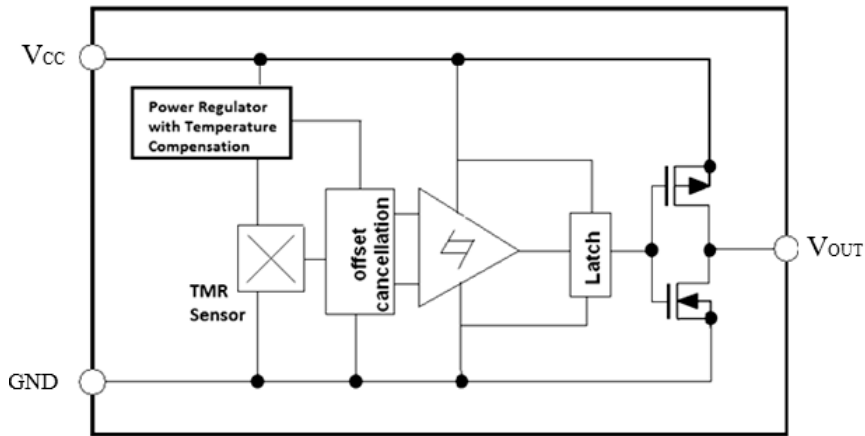 VCC
Power Regulator
with Temperature
Compensation
offset
cancellation
TMR
Sensor
Latch
VOUT
GND